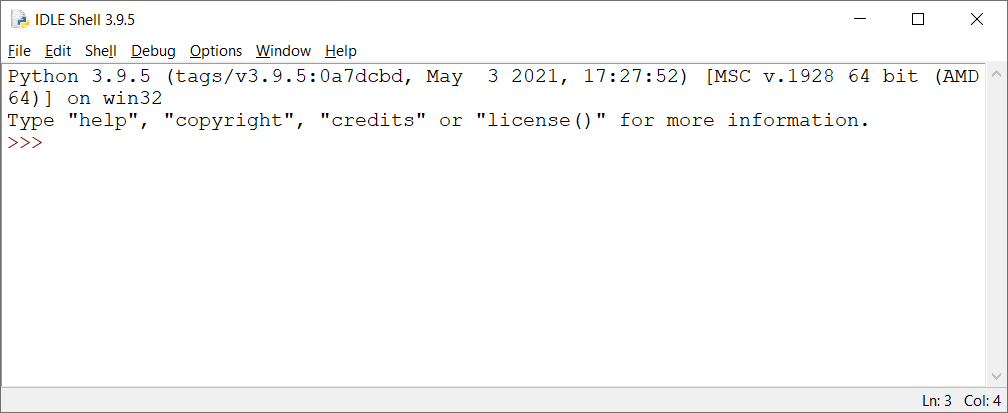 IDLE Shell 3.9.5
File Edit Shell Debug Options Window Help
Python 3.9.5 (tags/v3.9.5:0a7dcbd, May  3 2021, 17:27:52) [MSC v.1928 64 bit (AMD
64)] on win32
Type "help", "copyright", "credits" or "license()" for more information.
>>>
Ln: 3 Col: 4